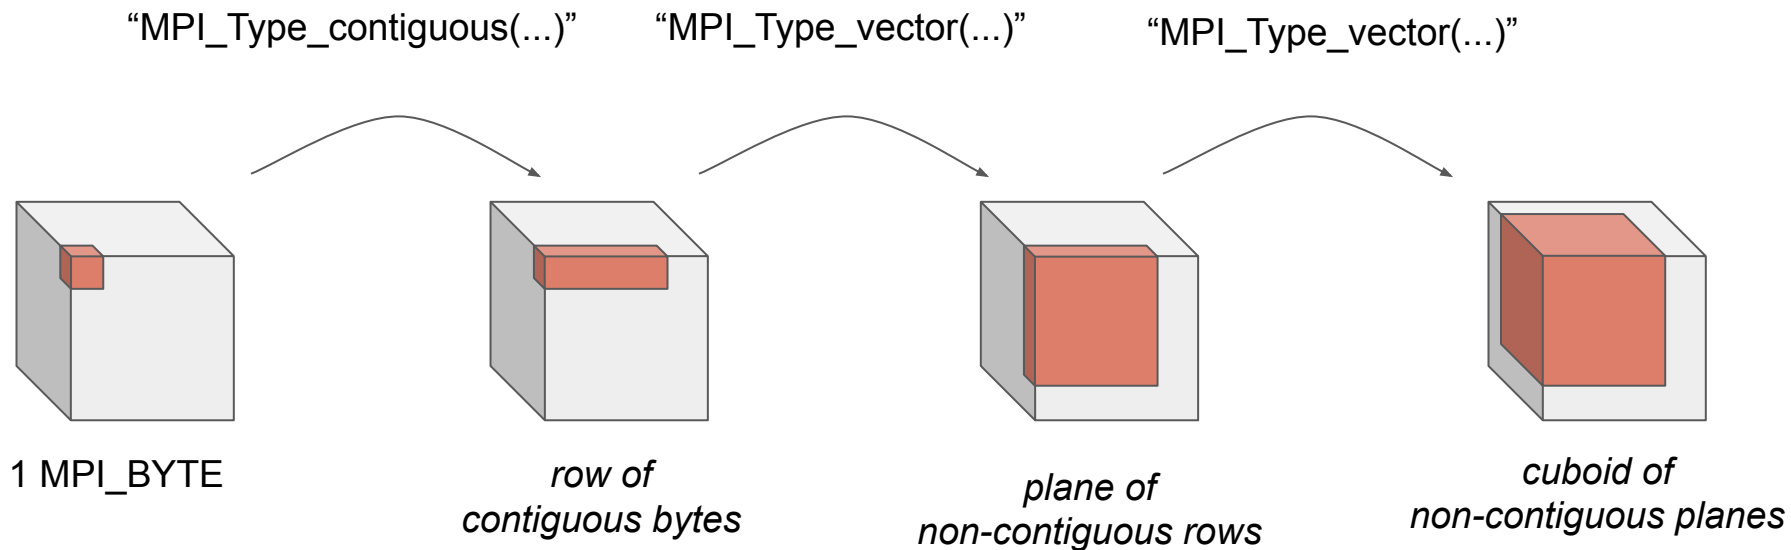 “MPI_Type_contiguous(...)”
“MPI_Type_vector(...)”
“MPI_Type_vector(...)”
1 MPI_BYTE
row of
contiguous bytes
plane of
non-contiguous rows
cuboid of
non-contiguous planes